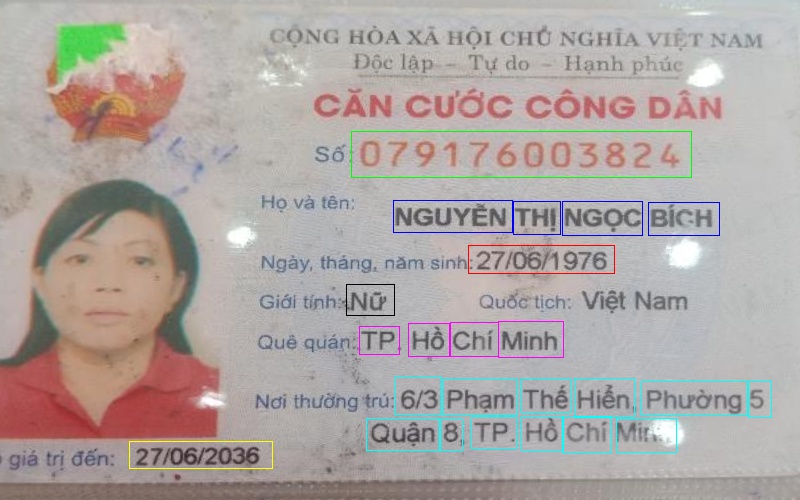 CỘNG HÒA XÃ HỘI CHỦ NGHĨA VIỆT NAM
Độc lập - Tự do - Hạnh phúc
CĂN CƯỚC CÔNG DÂN
Số: 079176003824
Họ và tên: NGUYỄN THỊ NGỌC BÍCH
Ngày, tháng, năm sinh: 27/06/1976
Giới tính: Nữ Quốc tịch: Việt Nam
Quê quán: TP. Hồ Chí Minh
Nơi thường trú: 6/3 Phạm Thế Hiển, Phường 5
Quận 8, TP. Hồ Chí Minh
giá trị đến: 27/06/2036